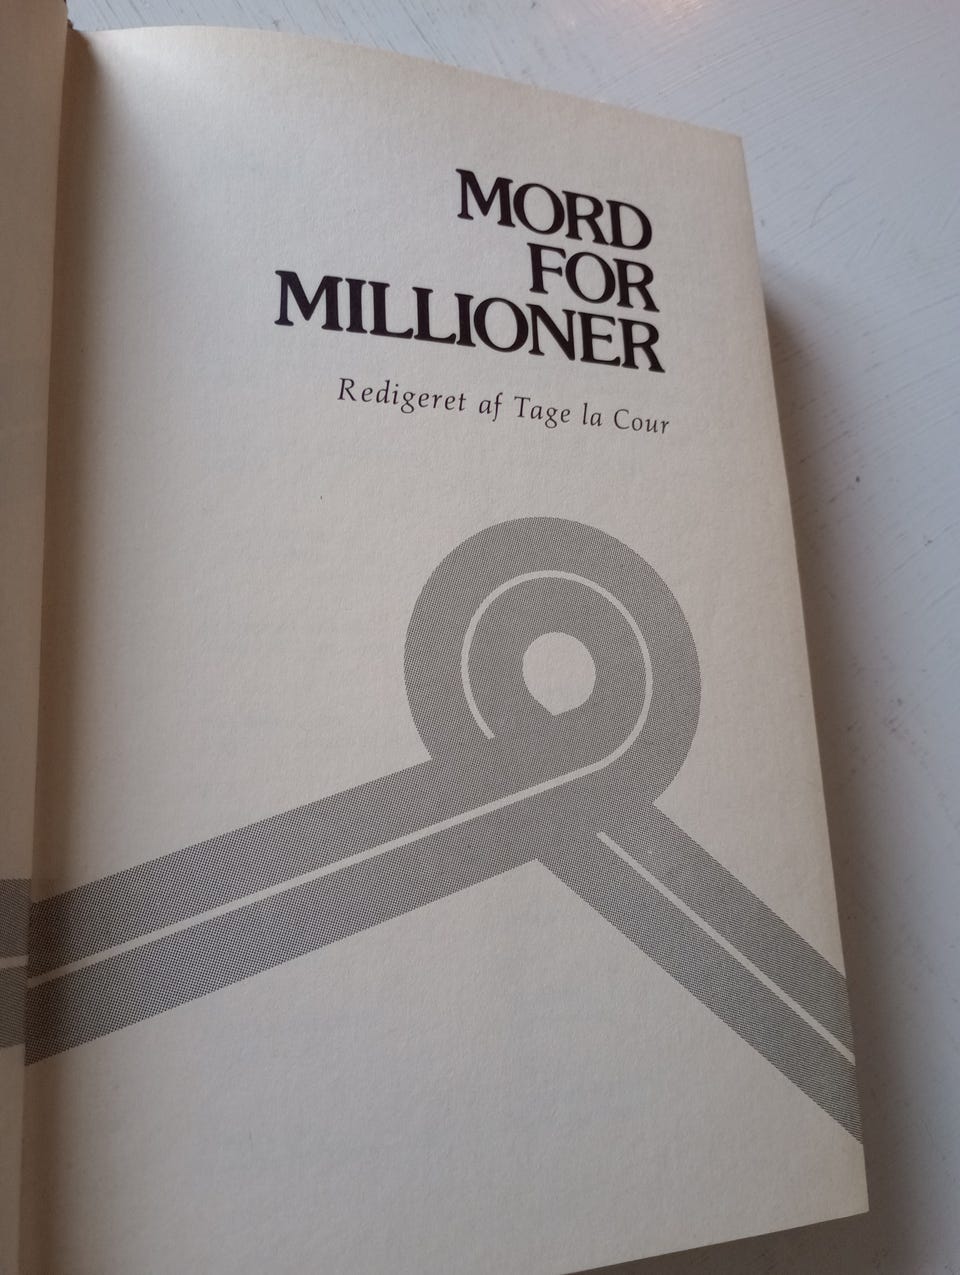 MORD
FOR
MILLIONER
Redigeret af Tage la Cour